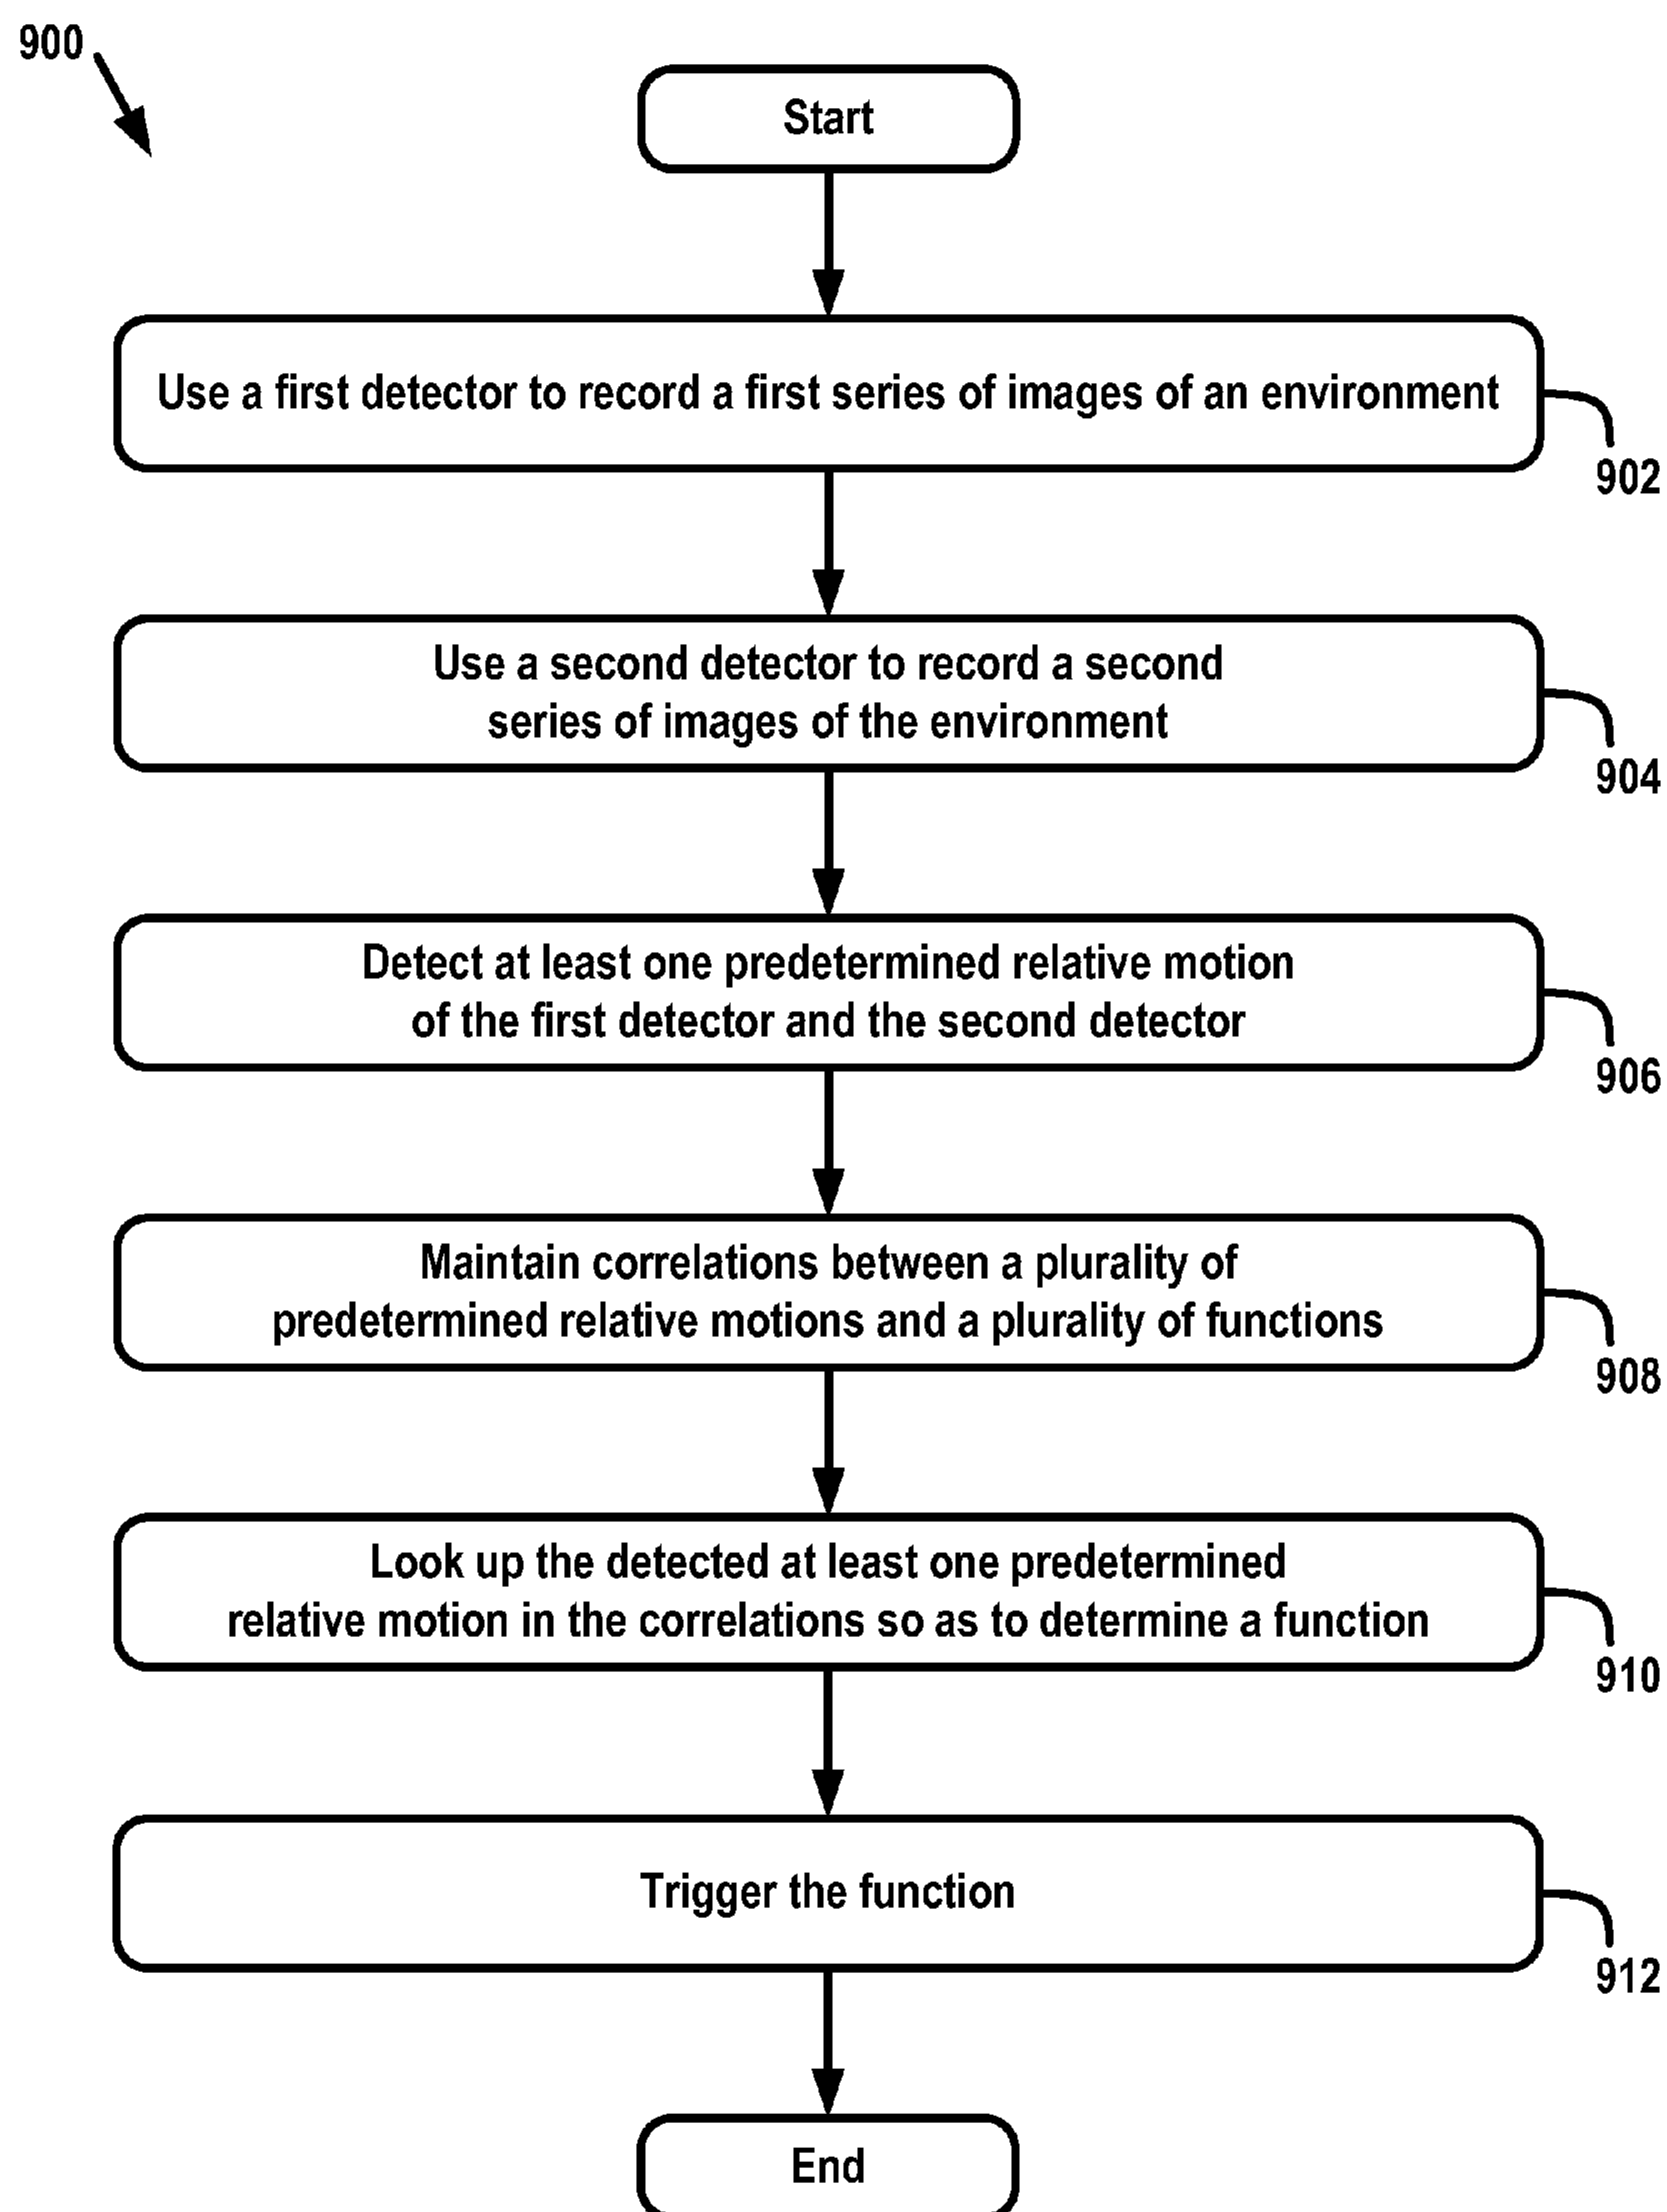 900
Start
Use a first detector to record a first series of images of an environment
902
Use a second detector to record a second
series of images of the environment
904
Detect at least one predetermined relative motion
of the first detector and the second detector
906
Maintain correlations between a plurality of
predetermined relative motions and a plurality of functions
908
Look up the detected at least one predetermined
relative motion in the correlations so as to determine a function
910
Trigger the function
912
End